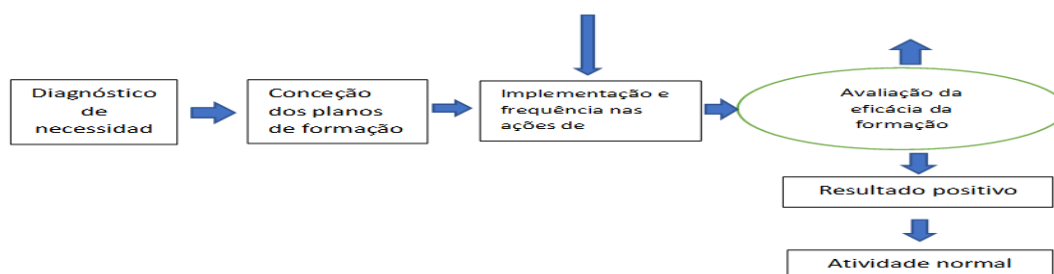 Diagnóstico
de
necessidad
Conceção
dos planos
de formação
Implementação e
frequência nas
ações de
Avaliação da
eficácia da
formação
Resultado positivo
Atividade normal